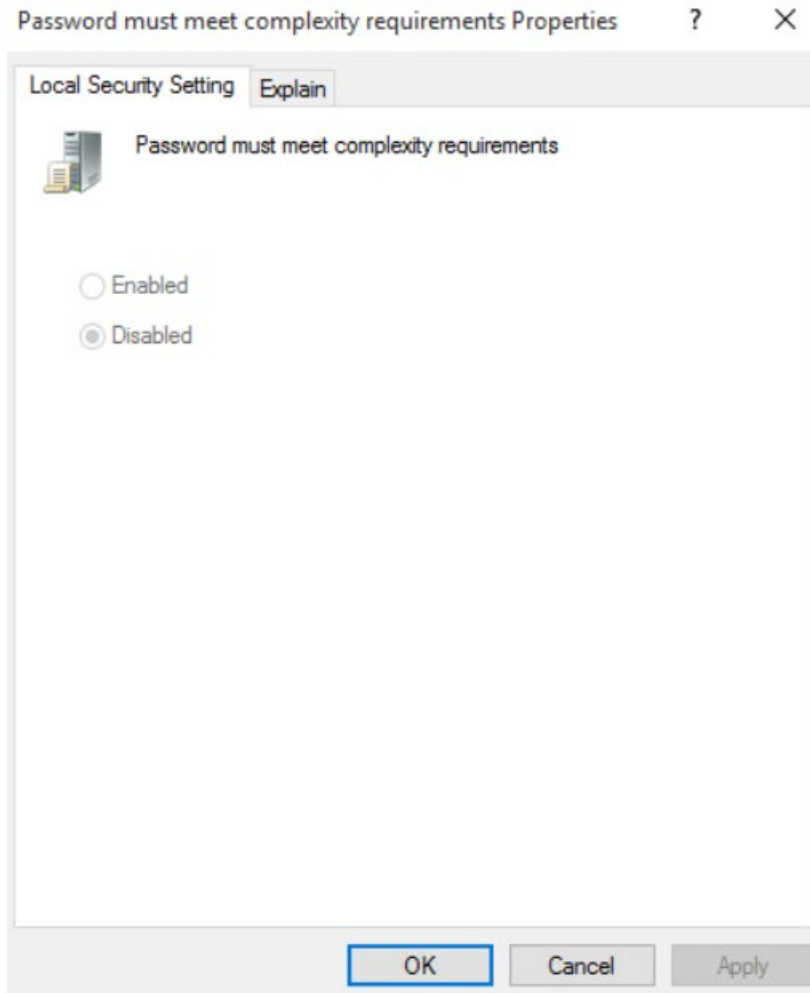 Password must meet complexity requirements Properties ?
Local Security Setting Explain
Password must meet complexity requirements
Enabled
Disabled
OK Cancel Apply